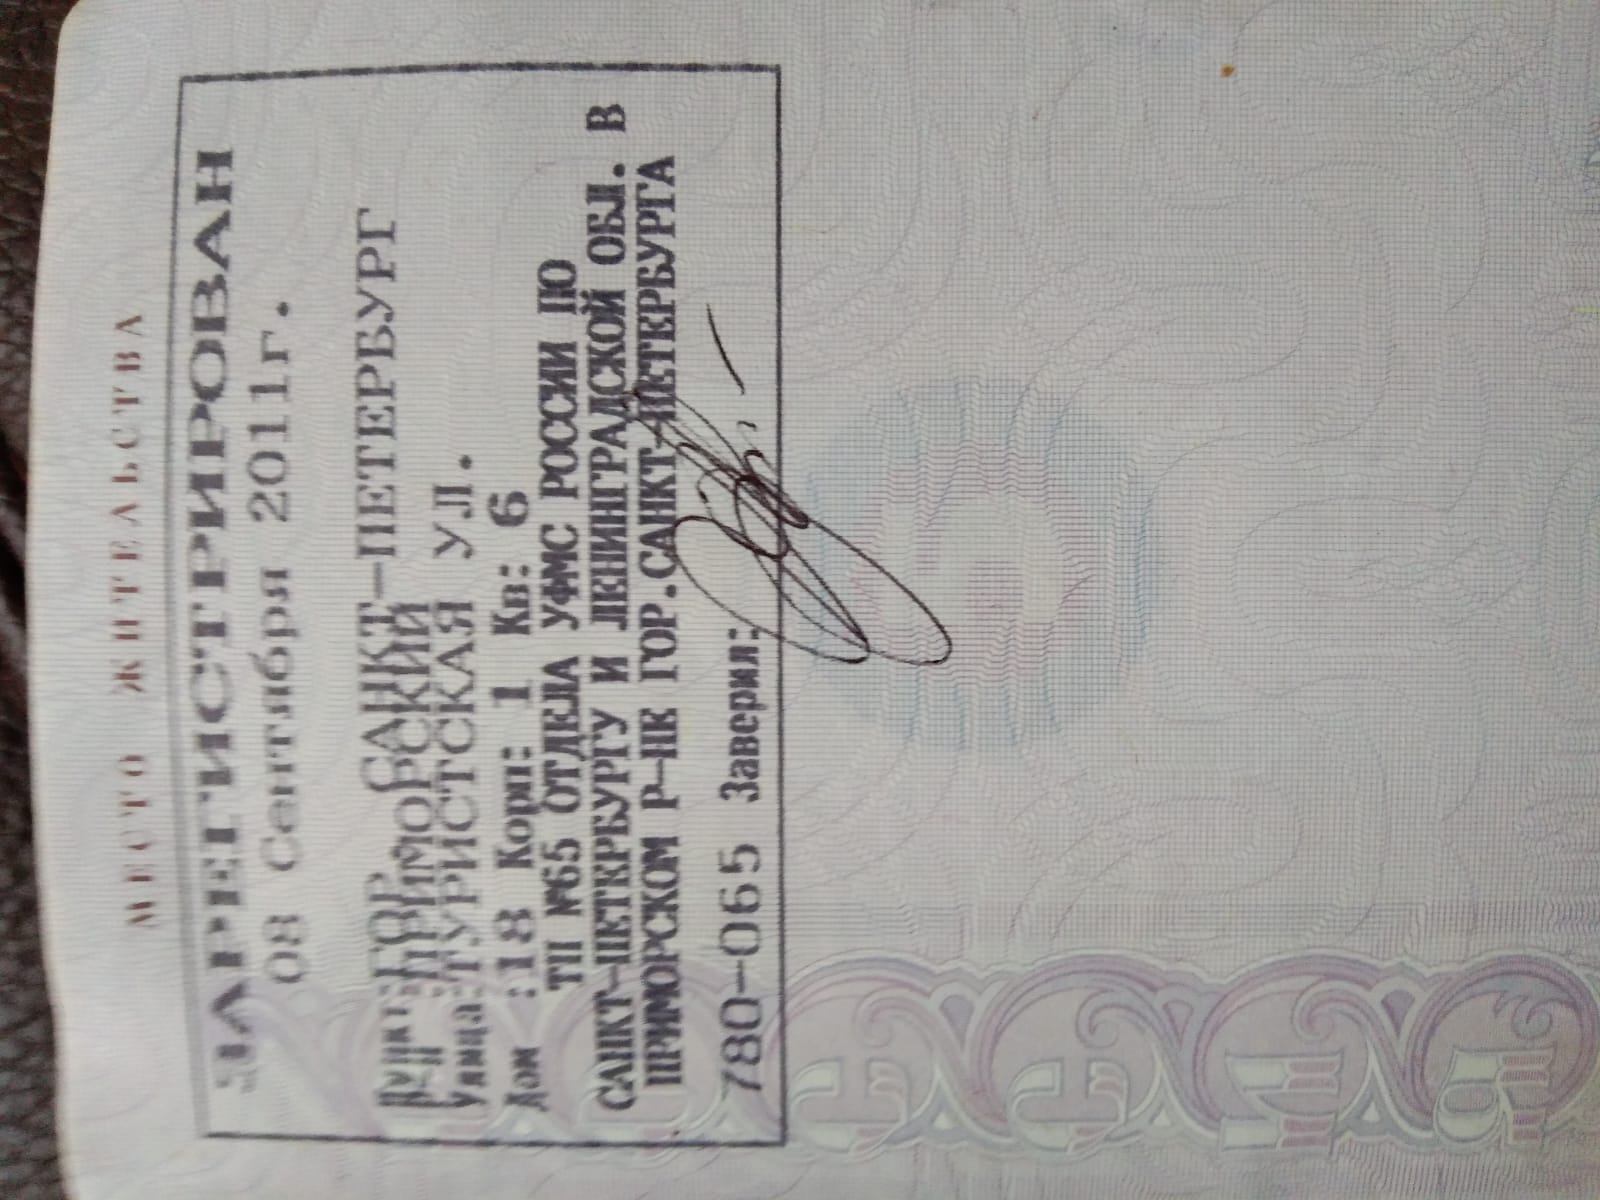 МЕСТО ЖИТЕЛЬСТВА
ЗАРЕГИСТРИРОВАН
08 Сентября 2011г.
Пункт:ГОР. САНКТ-ПЕТЕРБУРГ
Р-Н :ПРИМОРСКИЙ
Улица:ТУРИСТСКАЯ УЛ.
Дом :18 Корп: 1 Кв: 6
ТП №65 ОТДЕЛА УФМС РОССИИ ПО
САНКТ-ПЕТЕРБУРГУ И ЛЕНИНГРАДСКОЙ ОБЛ. В
ПРИМОРСКОМ Р-НЕ ГОР.САНКТ-ПЕТЕРБУРГА
780-065 Заверил: